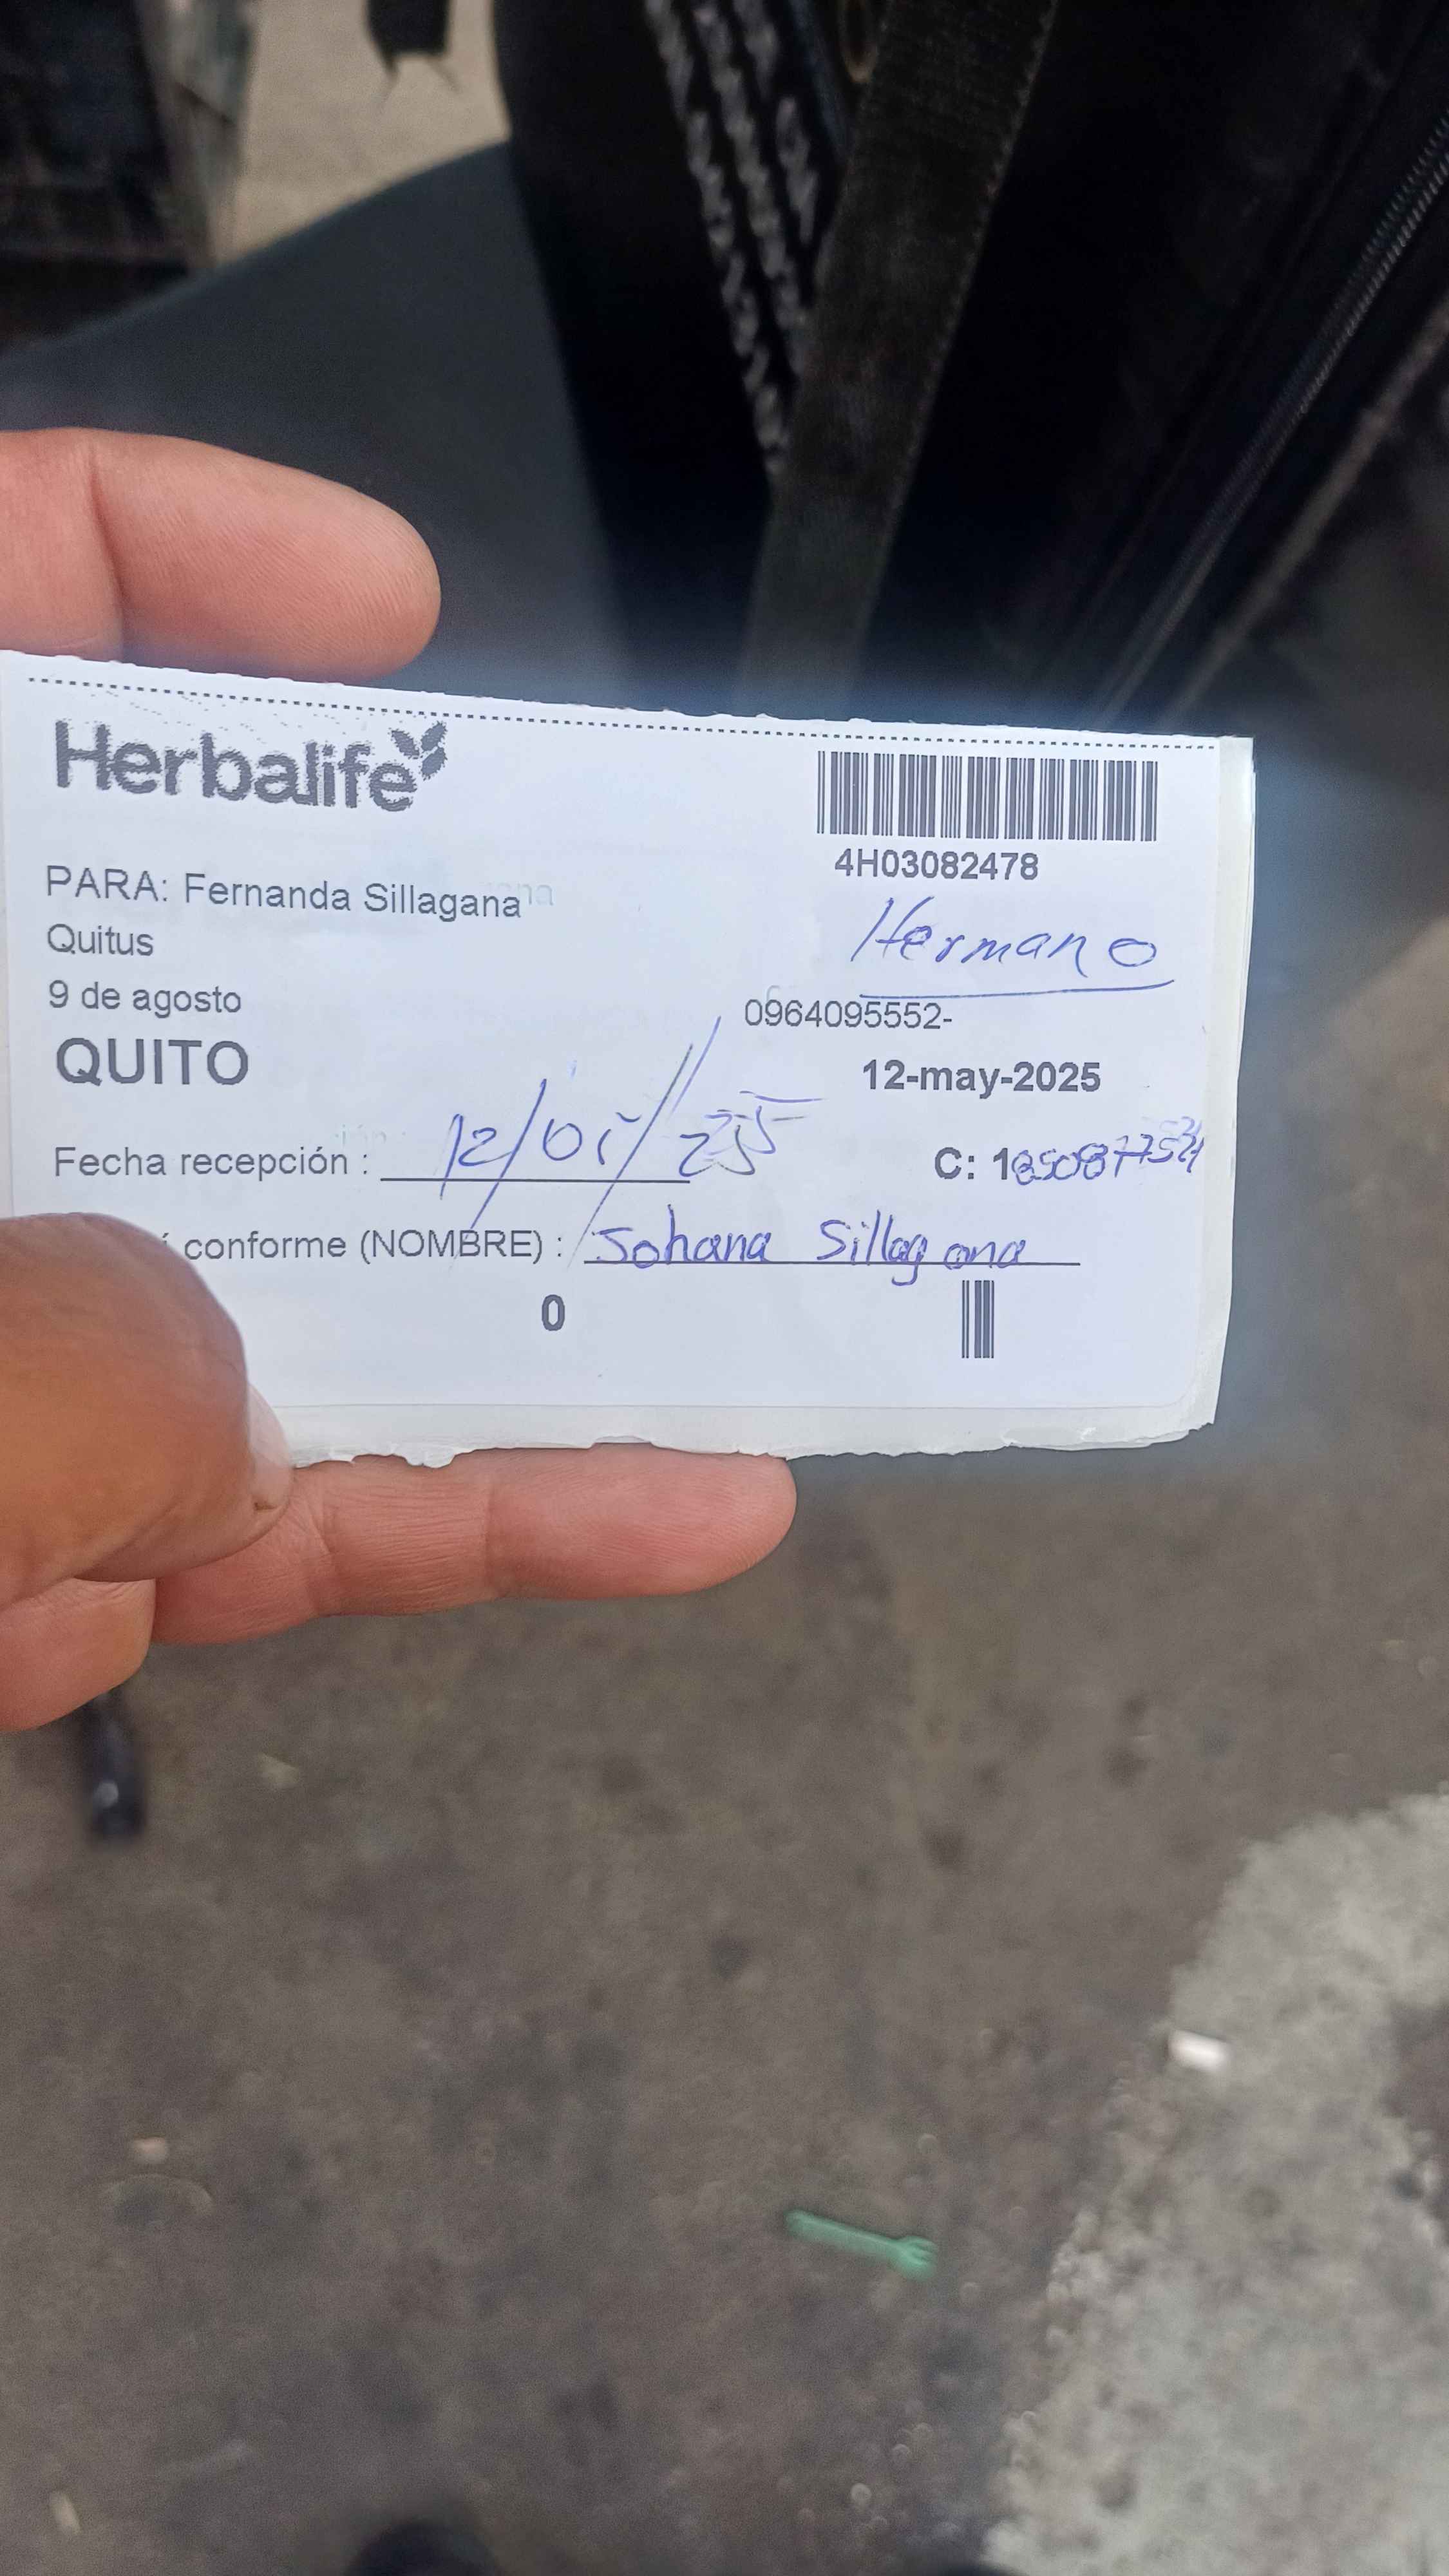 Herbalife
4H03082478
PARA: Fernanda Sillagana
Hermano
Quitus
9 de agosto
0964095552-
QUITO
12-may-2025
Fecha recepción : 12/05/25
C: 1
conforme (NOMBRE) : Johana Sillagana
0